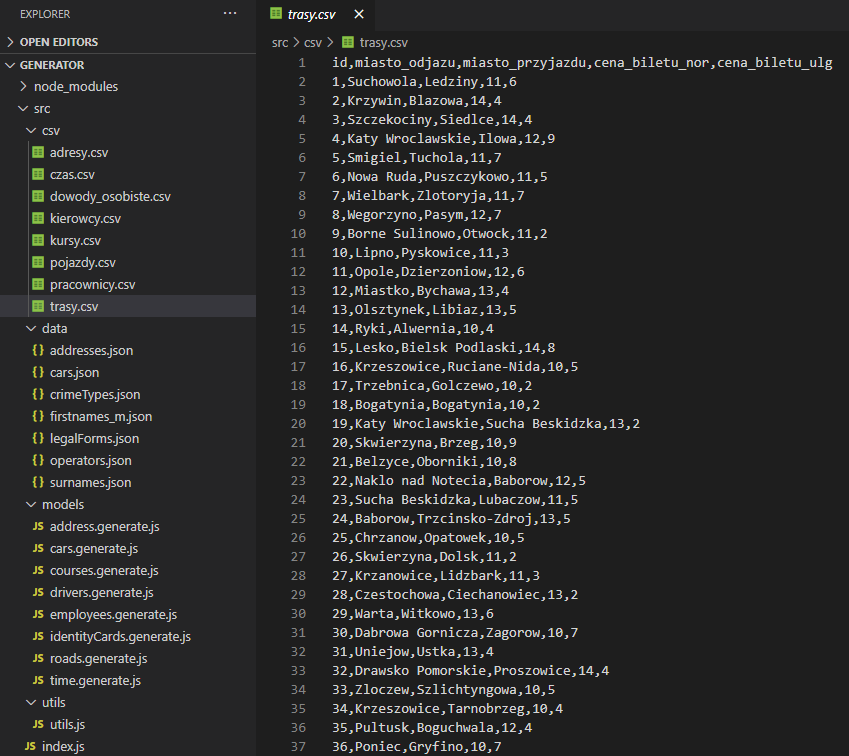 EXPLORER
···
OPEN EDITORS
GENERATOR
node_modules
src
csv
adresy.csv
czas.csv
dowody_osobiste.csv
kierowcy.csv
kursy.csv
pojazdy.csv
pracownicy.csv
trasy.csv
data
{} addresses.json
{} cars.json
{} crimeTypes.json
{} firstnames_m.json
{} legalForms.json
{} operators.json
{} surnames.json
models
JS address.generate.js
JS cars.generate.js
JS courses.generate.js
JS drivers.generate.js
JS employees.generate.js
JS identityCards.generate.js
JS roads.generate.js
JS time.generate.js
utils
JS utils.js
JS index.js
trasy.csv
src > csv > trasy.csv
1 id,miasto_odjazu,miasto_przyjazdu,cena_biletu_nor,cena_biletu_ulg
2 1,Suchowola,Ledziny,11,6
3 2,Krzywin,Blazowa,14,4
4 3,Szczekociny,Siedlce,14,4
5 4,Katy Wroclawskie,Ilowa,12,9
6 5,Smigiel,Tuchola,11,7
7 6,Nowa Ruda,Puszczykowo,11,5
8 7,Wielbark,Zlotoryja,11,7
9 8,Wegorzyno,Pasym,12,7
10 9,Borne Sulinowo,Otwock,11,2
11 10,Lipno,Pyskowice,11,3
12 11,Opole,Dzierzoniow,12,6
13 12,Miastko,Bychawa,13,4
14 13,Olsztynek,Libiaz,13,5
15 14,Ryki,Alwernia,10,4
16 15,Lesko,Bielsk Podlaski,14,8
17 16,Krzeszowice,Ruciane-Nida,10,5
18 17,Trzebnica,Golczewo,10,2
19 18,Bogatynia,Bogatynia,10,2
20 19,Katy Wroclawskie,Sucha Beskidzka,13,2
21 20,Skwierzyna,Brzeg,10,9
22 21,Belzyce,Oborniki,10,8
23 22,Naklo nad Notecia,Baborow,12,5
24 23,Sucha Beskidzka,Lubaczow,11,5
25 24,Baborow,Trzcinsko-Zdroj,13,5
26 25,Chrzanow,Opatowek,10,5
27 26,Skwierzyna,Dolsk,11,2
28 27,Krzanowice,Lidzbark,11,3
29 28,Czestochowa,Ciechanowiec,13,2
30 29,Warta,Witkowo,13,6
31 30,Dabrowa Gornicza,Zagorow,10,7
32 31,Uniejow,Ustka,13,4
33 32,Drawsko Pomorskie,Proszowice,14,4
34 33,Zloczew,Szlichtyngowa,10,5
35 34,Krzeszowice,Tarnobrzeg,10,4
36 35,Pultusk,Boguchwala,12,4
37 36,Poniec,Gryfino,10,7